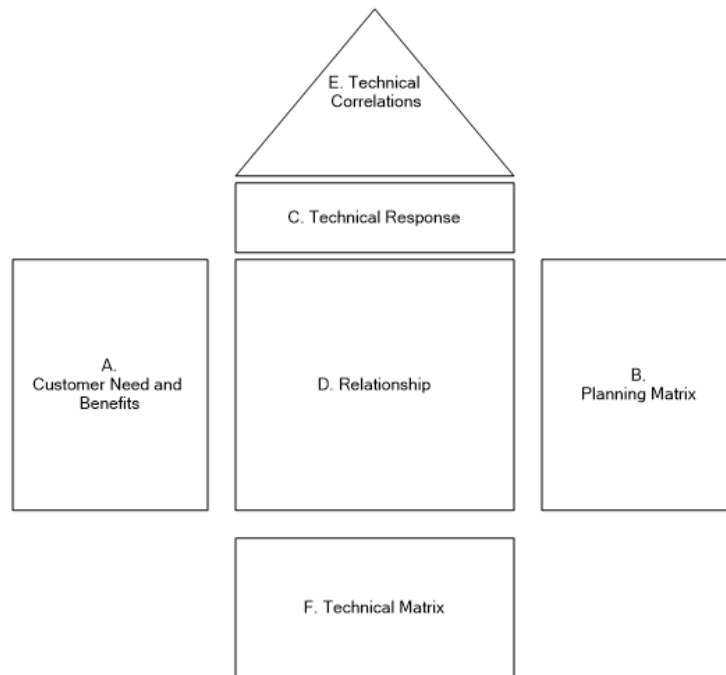 E. Technical
Correlations
C. Technical Response
A.
Customer Need and
Benefits
D. Relationship
B.
Planning Matrix
F. Technical Matrix